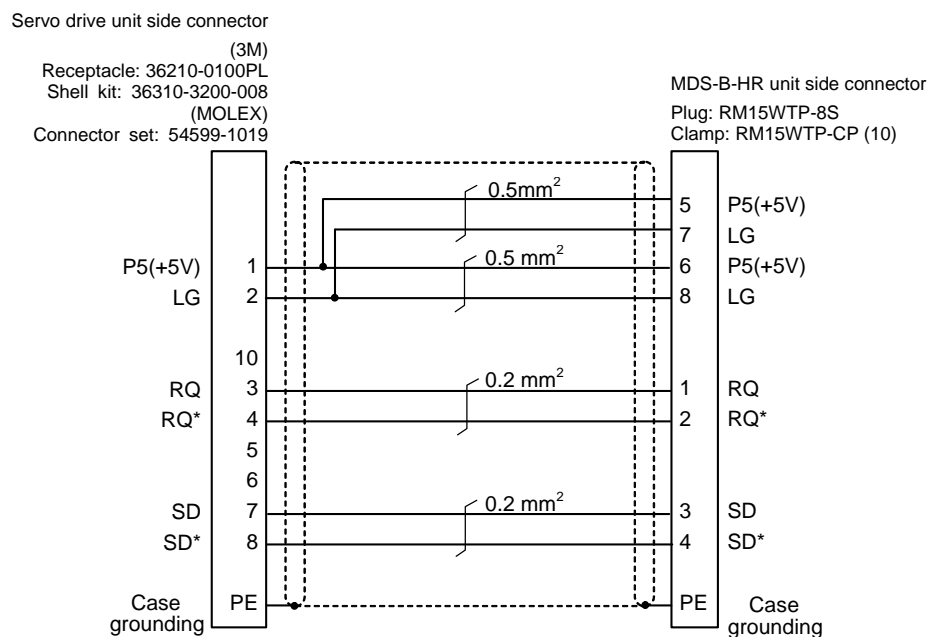 Servo drive unit side connector
(3M)
Receptacle: 36210-0100PL
Shell kit: 36310-3200-008
(MOLEX)
Connector set: 54599-1019
MDS-B-HR unit side connector
Plug: RM15WTP-8S
Clamp: RM15WTP-CP (10)
0.5mm²
5 P5(+5V)
7 LG
P5(+5V) 1 0.5 mm² 6 P5(+5V)
LG 2 8 LG
10
RQ 3 0.2 mm² 1 RQ
RQ* 4 2 RQ*
5
6
SD 7 0.2 mm² 3 SD
SD* 8 4 SD*
Case grounding PE PE Case grounding